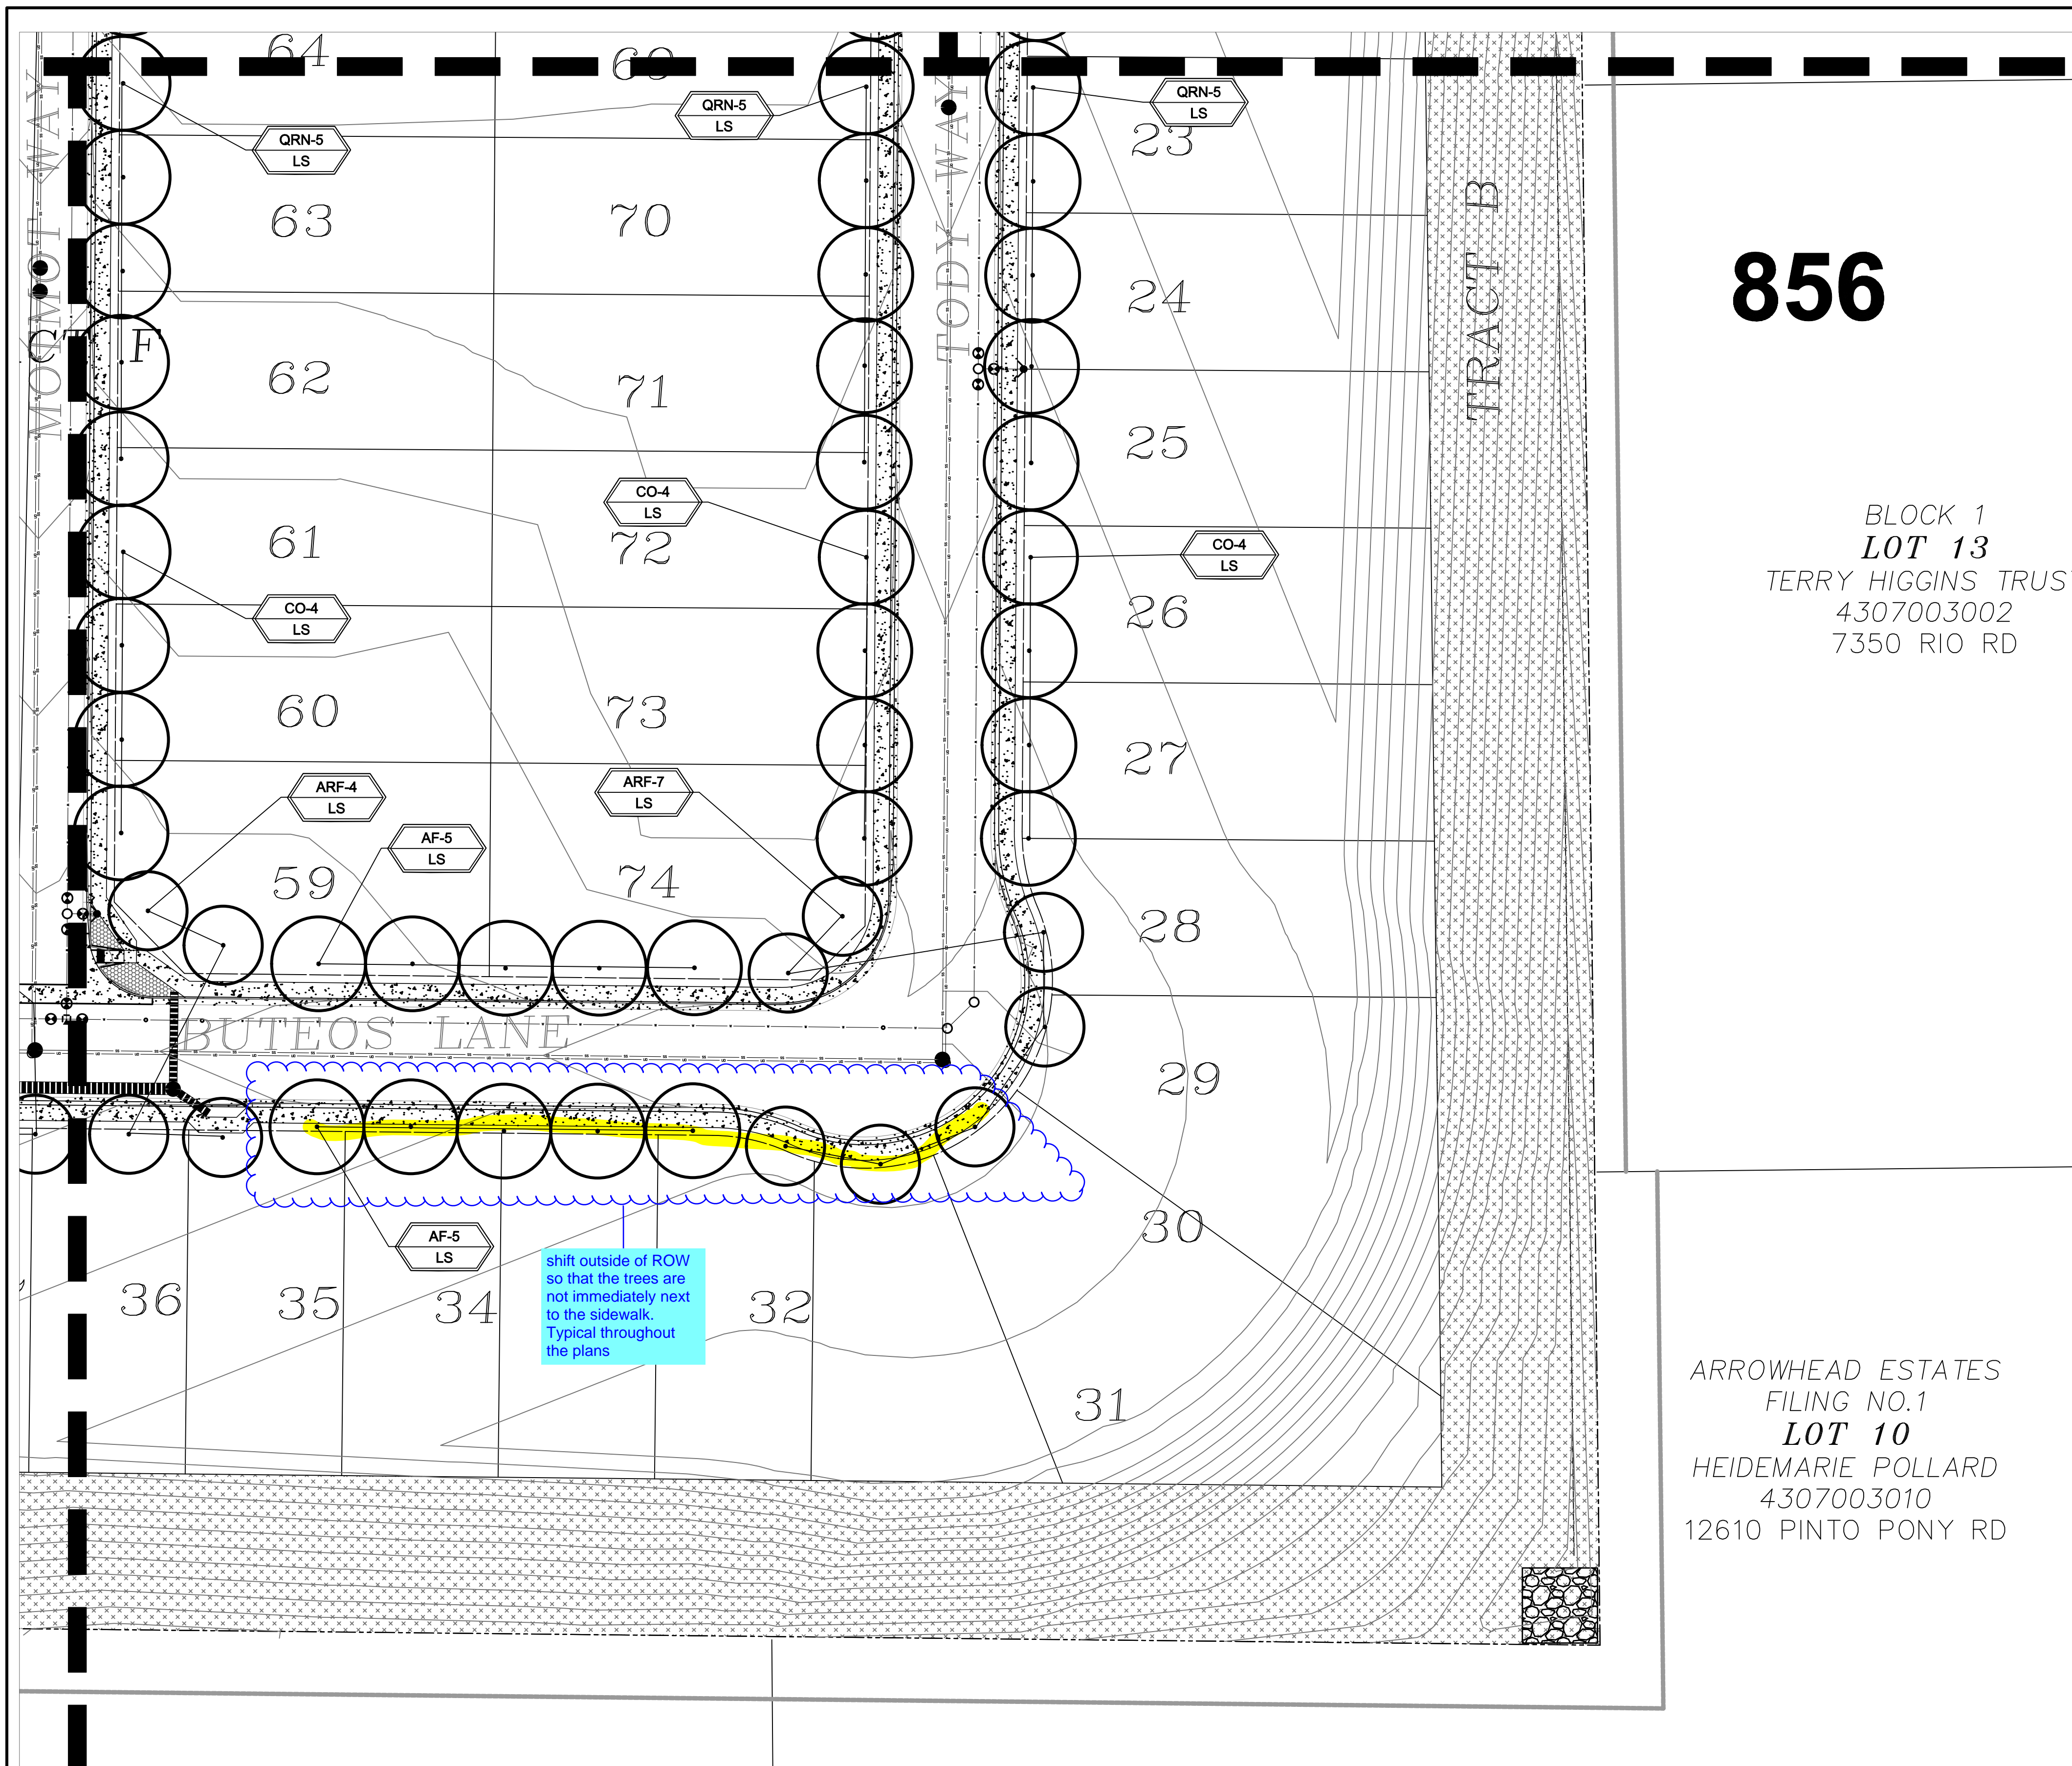 64
69
QRN-5
LS
QRN-5
LS
QRN-5
LS
23
MOTMOT WAY
TODY WAY
TRACT B
63
70
24
856
CT F
62
71
25
CO-4
LS
CO-4
LS
61
72
BLOCK 1
LOT 13
TERRY HIGGINS TRUST
4307003002
7350 RIO RD
CO-4
LS
26
60
73
27
ARF-4
LS
ARF-7
LS
AF-5
LS
59
74
28
BUTEOS LANE
29
AF-5
LS
30
shift outside of ROW
so that the trees are
not immediately next
to the sidewalk.
Typical throughout
the plans
36
35
34
32
31
ARROWHEAD ESTATES
FILING NO.1
LOT 10
HEIDEMARIE POLLARD
4307003010
12610 PINTO PONY RD